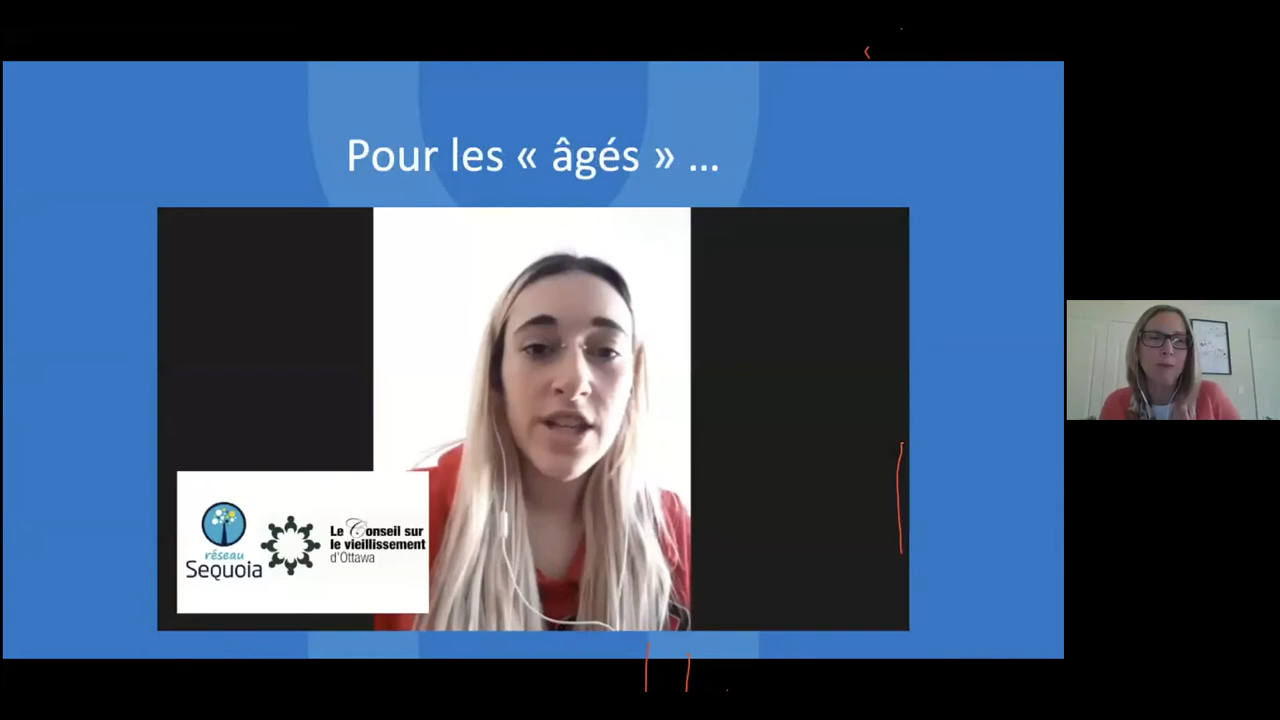 Pour les « âgés » ...
réseau
Sequoia
Le Conseil sur
le vieillissement
d'Ottawa